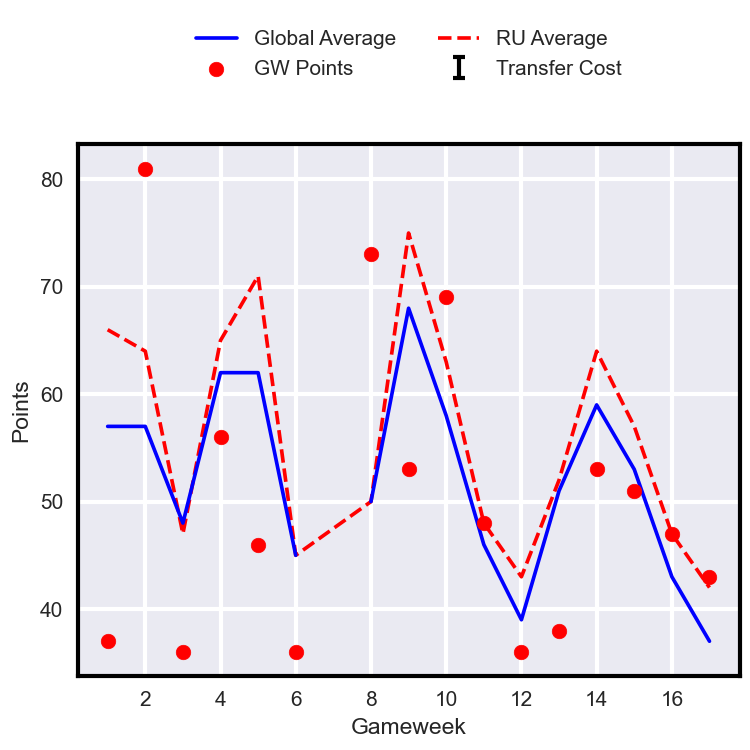 Global Average RU Average
GW Points Transfer Cost
80
70
60
50
40
Points
2 4 6 8 10 12 14 16
Gameweek